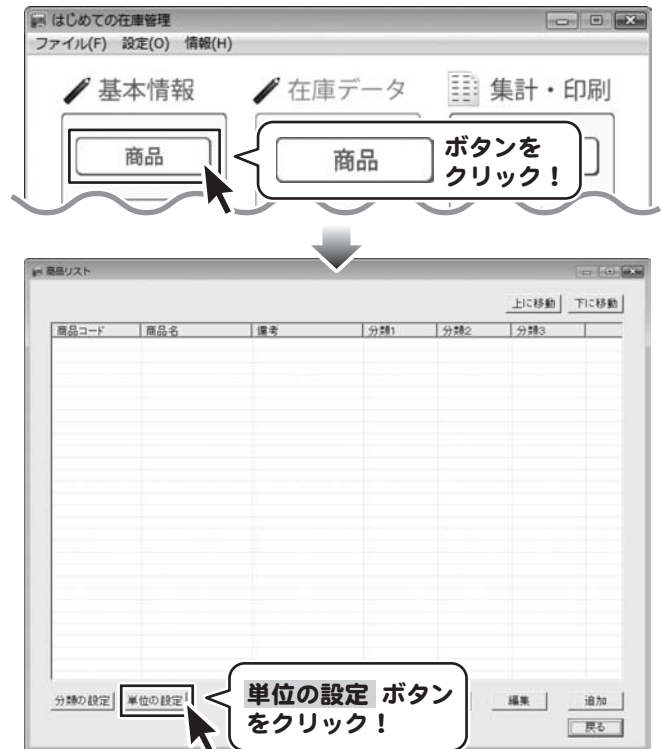 はじめての在庫管理
ファイル(F) 設定(O) 情報(H)
基本情報 在庫データ 集計・印刷
商品
商品 ボタンを
クリック！
商品リスト
上に移動 下に移動
商品コード 商品名 備考 分類1 分類2 分類3
分類の設定 単位の設定 編集 追加
単位の設定 ボタン
をクリック！
戻る